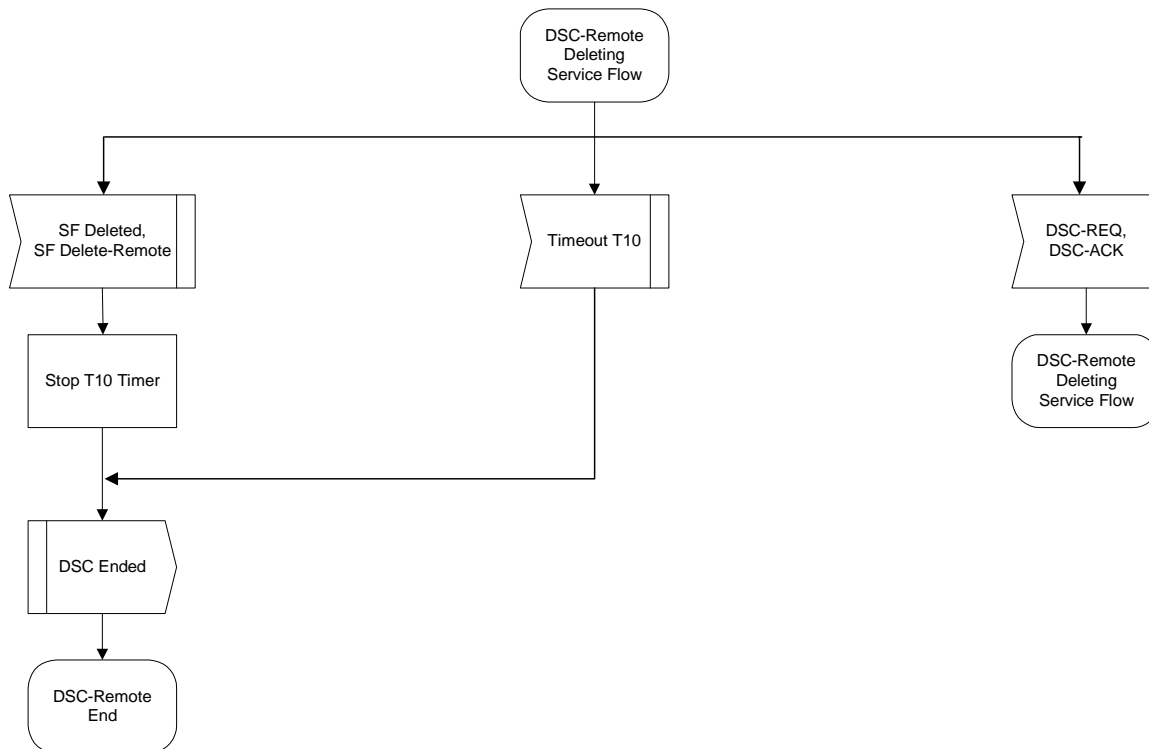 DSC-Remote
Deleting
Service Flow
SF Deleted,
SF Delete-Remote
Timeout T10
DSC-REQ,
DSC-ACK
Stop T10 Timer
DSC-Remote
Deleting
Service Flow
DSC Ended
DSC-Remote
End